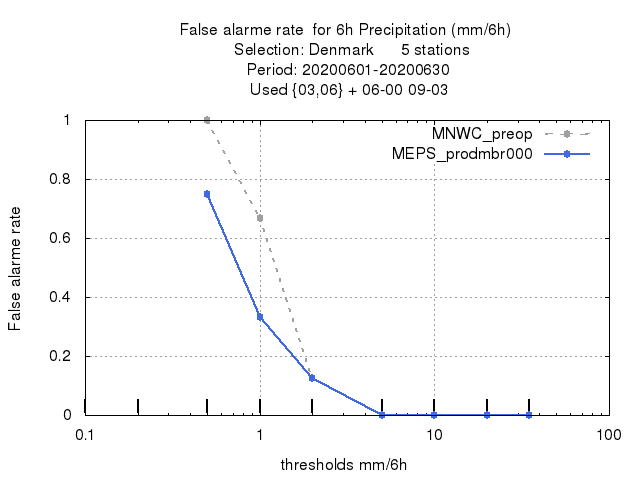 False alarme rate  for 6h Precipitation (mm/6h)
Selection: Denmark     5 stations
Period: 20200601-20200630
Used {03,06} + 06-00 09-03
MNWC_preop
MEPS_prodmbr000
1
0.8
0.6
0.4
0.2
0
False alarme rate
0.1
1
10
100
thresholds mm/6h